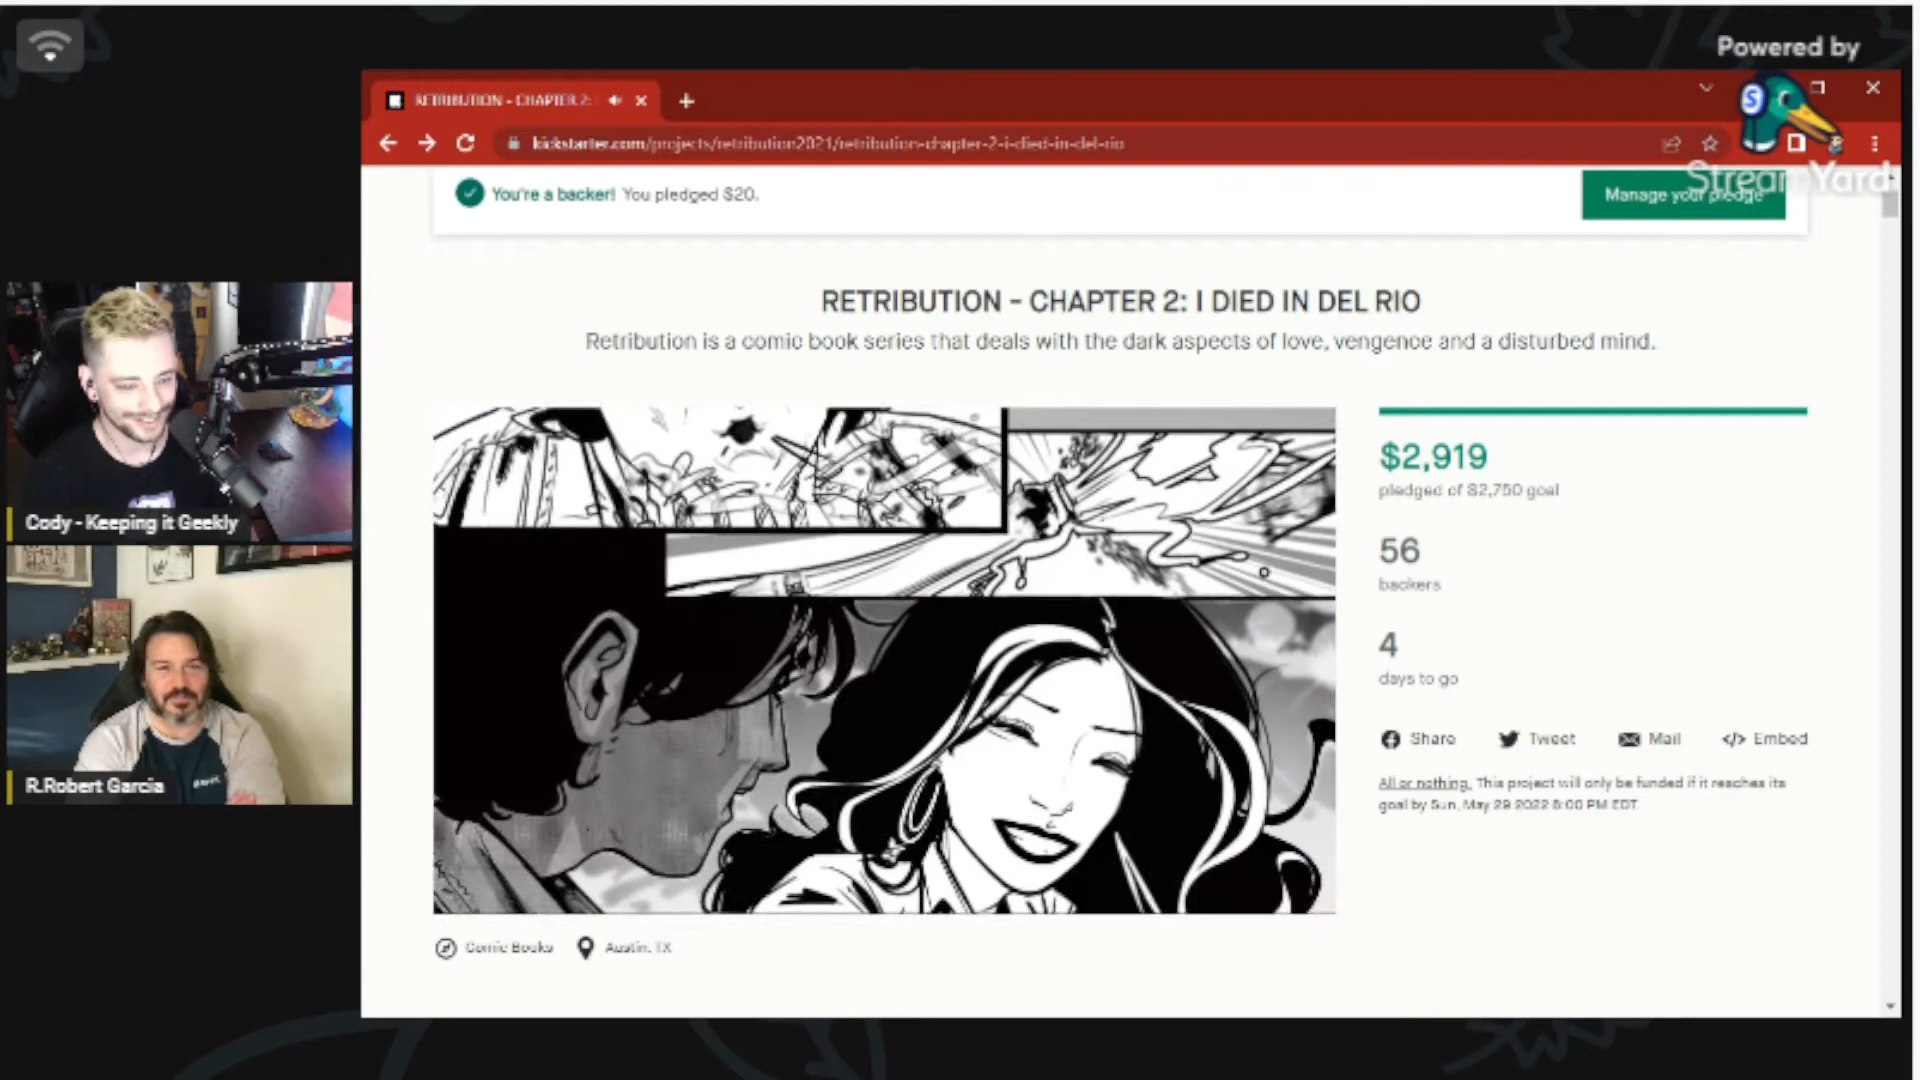 Powered by
StreamYard
RETRIBUTION - CHAPTER 2:
kickstarter.com/projects/retribution2021/retribution-chapter-2-i-died-in-del-rio
You're a backer! You pledged $20.
Manage your pledge
RETRIBUTION - CHAPTER 2: I DIED IN DEL RIO
Retribution is a comic book series that deals with the dark aspects of love, vengence and a disturbed mind.
$2,919
pledged of $2,750 goal
56
backers
4
days to go
Share Tweet Mail Embed
All or nothing. This project will only be funded if it reaches its
goal by Sun, May 29 2022 8:00 PM EDT.
Comic Books Austin, TX
Cody - Keeping it Geekly
R.Robert Garcia